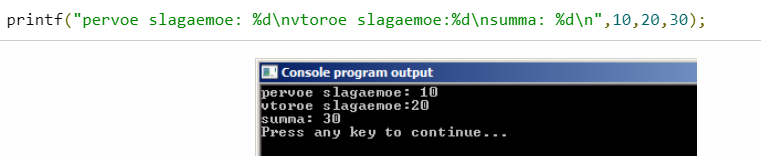 printf("pervoe slagaemoe: %d\nvtoroe slagaemoe:%d\nsumma: %d\n",10,20,30);
Console program output
pervoe slagaemoe: 10
vtoroe slagaemoe:20
summa: 30
Press any key to continue...